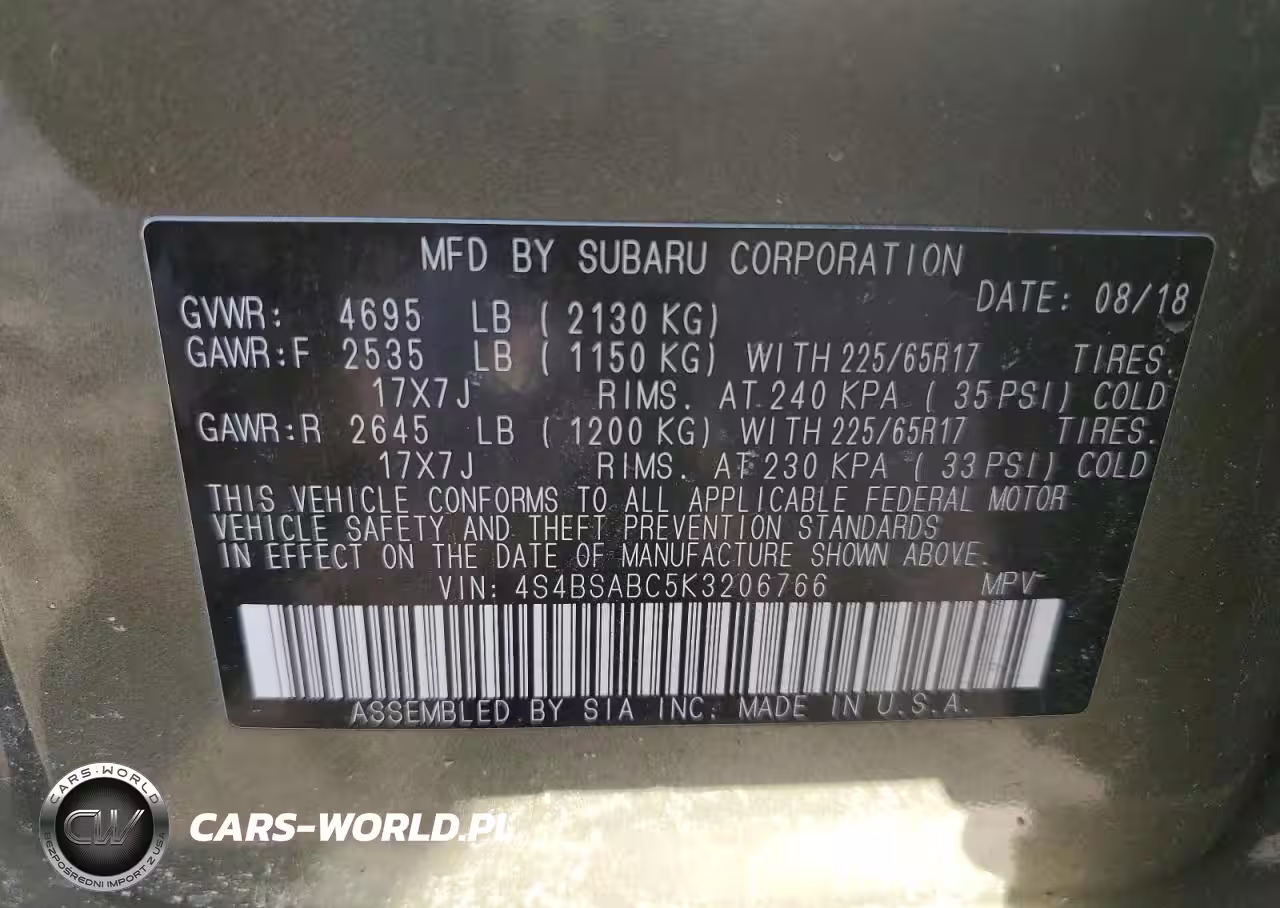 MFD BY SUBARU CORPORATION
DATE: 08/18
GVWR: 4695 LB ( 2130 KG)
GAWR:F 2535 LB ( 1150 KG) WITH 225/65R17 TIRES.
17X7J RIMS. AT 240 KPA ( 35 PSI) COLD
GAWR:R 2645 LB ( 1200 KG) WITH 225/65R17 TIRES.
17X7J RIMS. AT 230 KPA ( 33 PSI) COLD
THIS VEHICLE CONFORMS TO ALL APPLICABLE FEDERAL MOTOR
VEHICLE SAFETY AND THEFT PREVENTION STANDARDS
IN EFFECT ON THE DATE OF MANUFACTURE SHOWN ABOVE.
VIN: 4S4BSABC5K3206766 MPV
ASSEMBLED BY SIA INC. MADE IN U.S.A.
CARS-WORLD
CW
BEZPOŚREDNI IMPORT Z USA
CARS-WORLD.PL